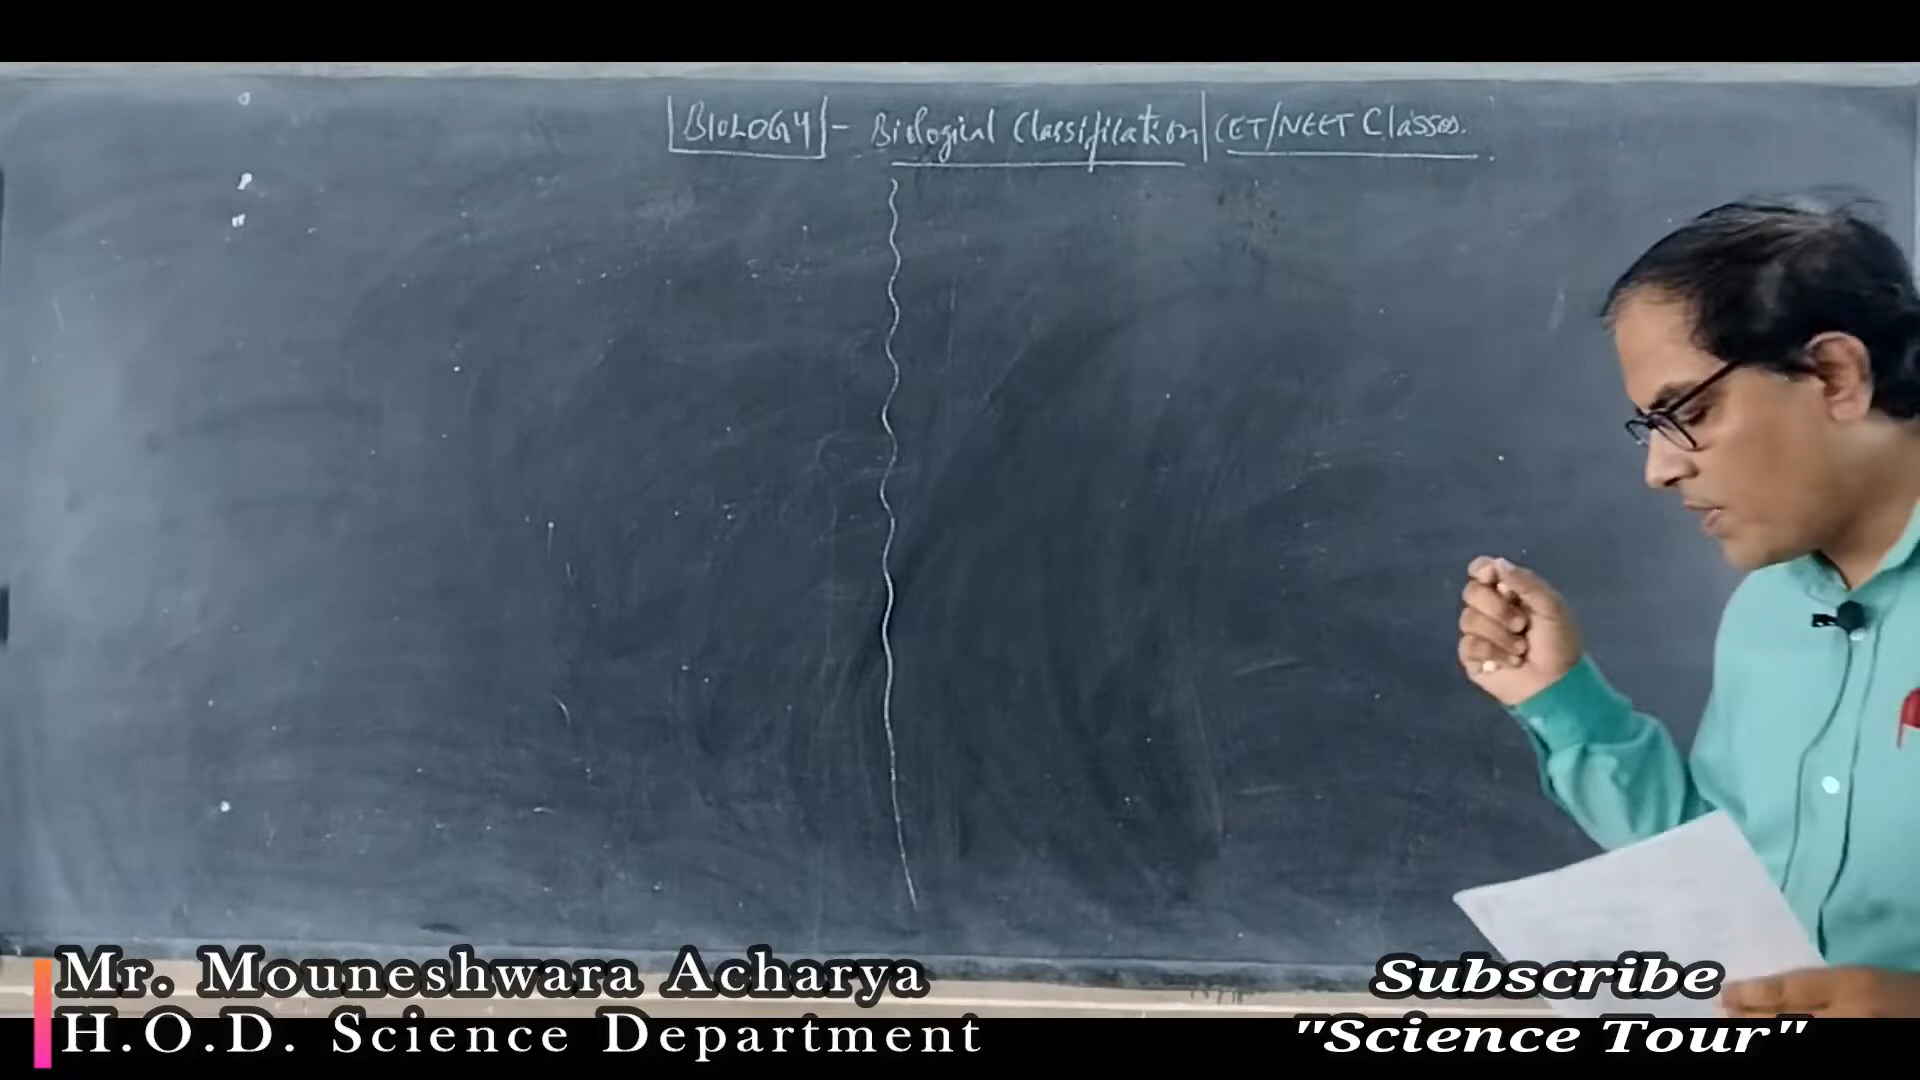 BIOLOGY - Biological Classification | CET/NEET Classes.
Mr. Mouneshwara Acharya
H.O.D. Science Department
Subscribe
"Science Tour"